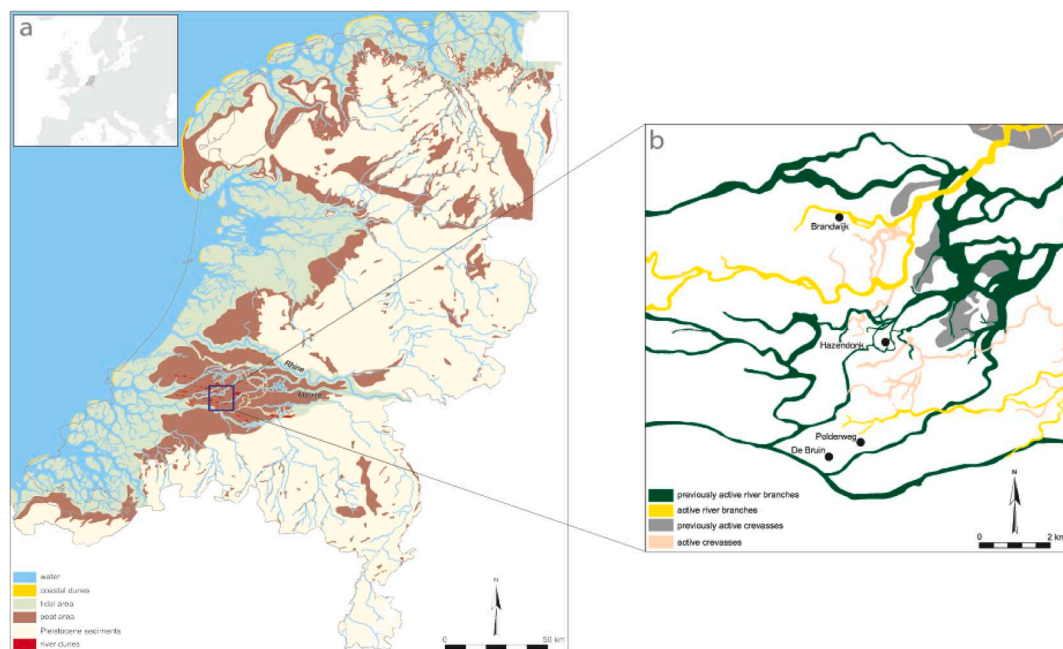 a
Rhine
Meuse
water
coastal dunes
tidal area
peat area
Pleistocene sediments
river dunes
N
0 50 km
b
Brandwijk
Hazendonk
Polderweg
De Bruin
previously active river branches
active river branches
previously active crevasses
active crevasses
N
0 2 km